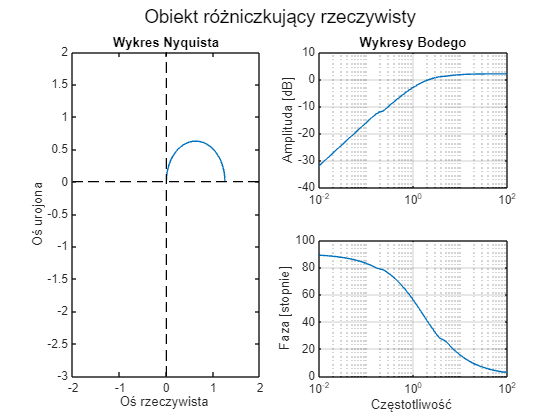 Obiekt różniczkujący rzeczywisty
Wykres Nyquista
2
1.5
1
0.5
0
-0.5
-1
-1.5
-2
-2.5
-3
Oś urojona
-2 -1 0 1 2
Oś rzeczywista
Wykresy Bodego
10
0
-10
-20
-30
-40
Amplituda [dB]
10^-2 10^0 10^2
100
80
60
40
20
0
Faza [stopnie]
10^-2 10^0 10^2
Częstotliwość